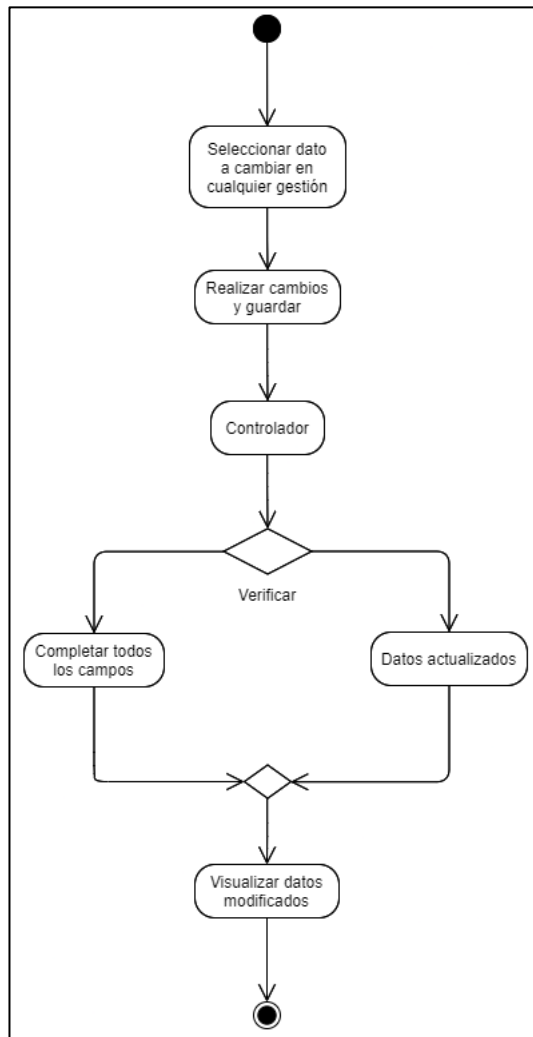 Seleccionar dato
a cambiar en
cualquier gestión
Realizar cambios
y guardar
Controlador
Verificar
Completar todos
los campos
Datos actualizados
Visualizar datos
modificados